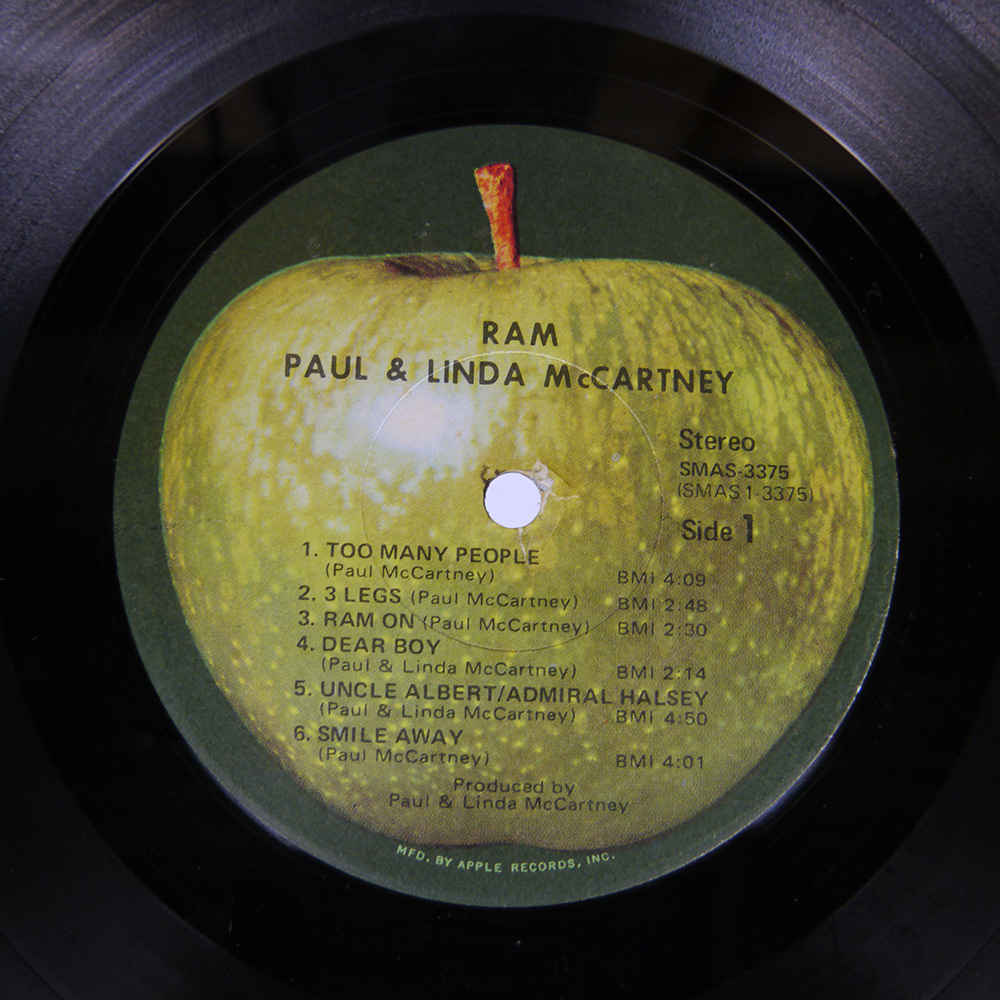 RAM
PAUL & LINDA McCARTNEY
Stereo
SMAS-3375
(SMAS 1-3375)
Side 1
1. TOO MANY PEOPLE
(Paul McCartney) BMI 4:09
2. 3 LEGS (Paul McCartney) BMI 2:48
3. RAM ON (Paul McCartney) BMI 2:30
4. DEAR BOY
(Paul & Linda McCartney) BMI 2:14
5. UNCLE ALBERT/ADMIRAL HALSEY
(Paul & Linda McCartney) BMI 4:50
6. SMILE AWAY
(Paul McCartney) BMI 4:01
Produced by
Paul & Linda McCartney
MFD. BY APPLE RECORDS, INC.